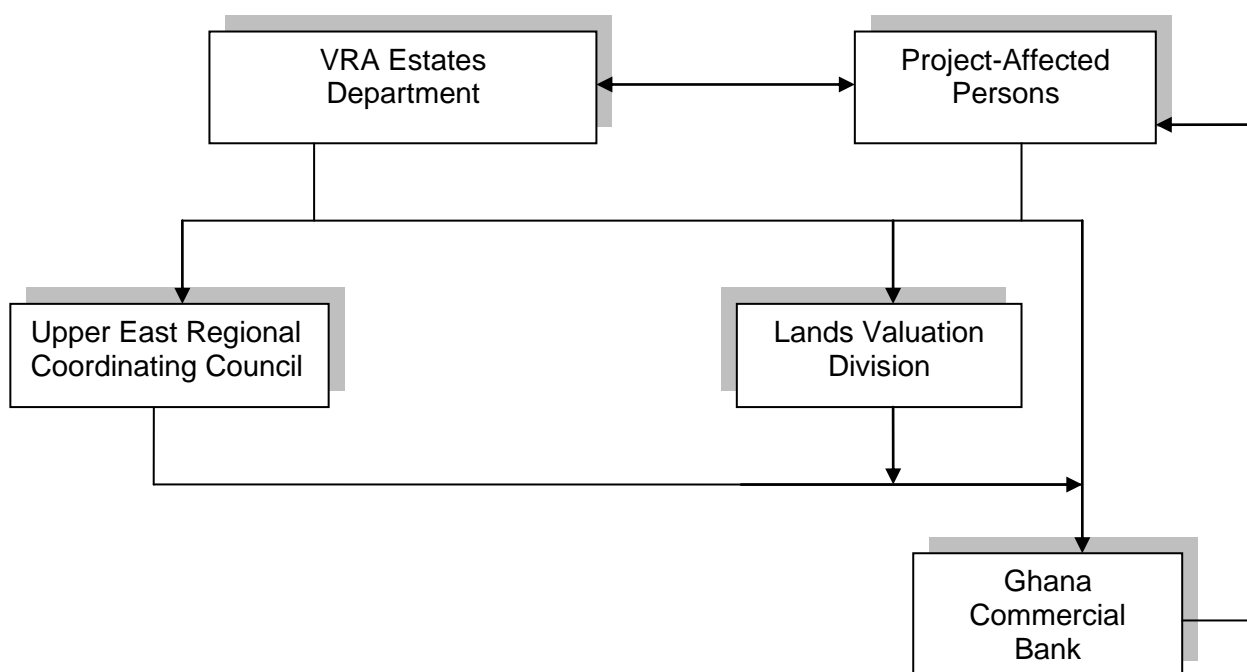 VRA Estates
Department
Project-Affected
Persons
Upper East Regional
Coordinating Council
Lands Valuation
Division
Ghana
Commercial
Bank